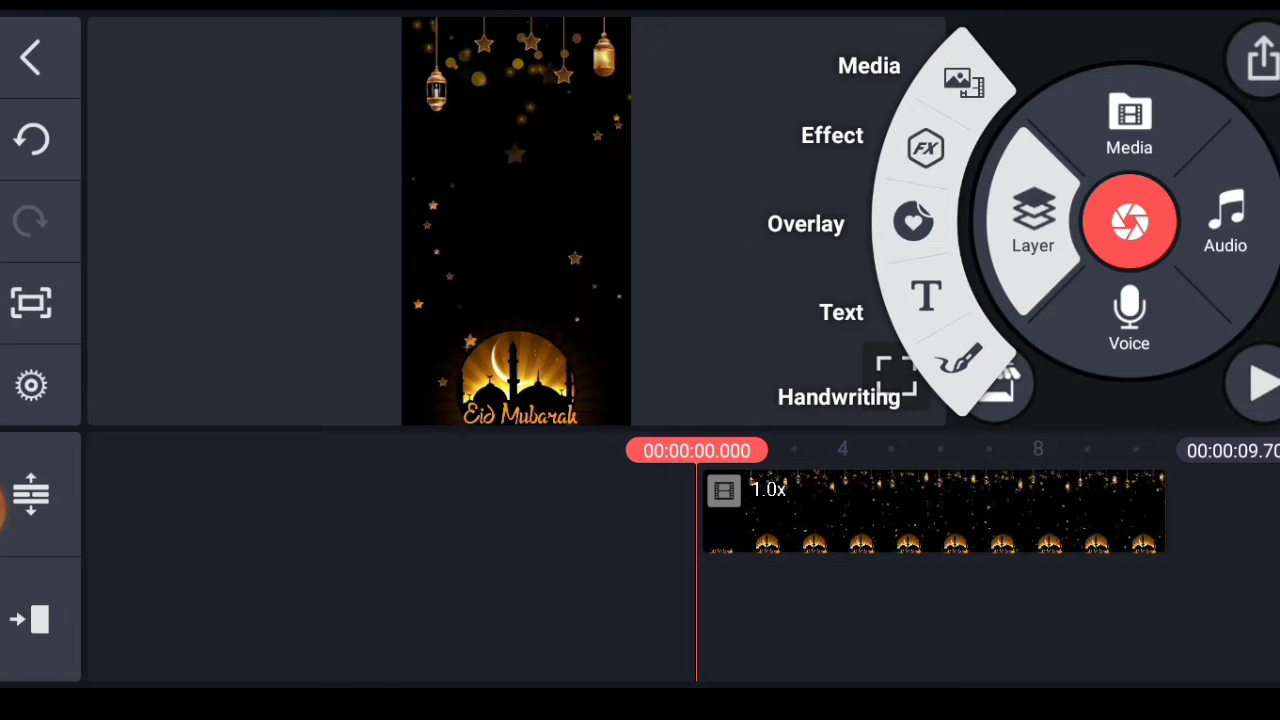 Media
Effect
FX
Overlay
T
Text
Handwriting
Media
Layer
Audio
Voice
Eid Mubarak
00:00:00.000
4
8
00:00:09.70
1.0x